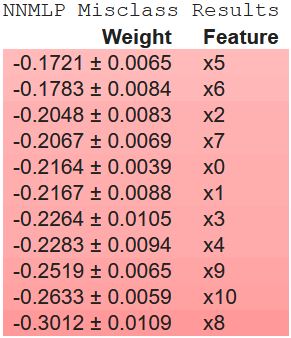 NNMLP Misclass Results
Weight Feature
-0.1721 ± 0.0065 x5
-0.1783 ± 0.0084 x6
-0.2048 ± 0.0083 x2
-0.2067 ± 0.0069 x7
-0.2164 ± 0.0039 x0
-0.2167 ± 0.0088 x1
-0.2264 ± 0.0105 x3
-0.2283 ± 0.0094 x4
-0.2519 ± 0.0065 x9
-0.2633 ± 0.0059 x10
-0.3012 ± 0.0109 x8